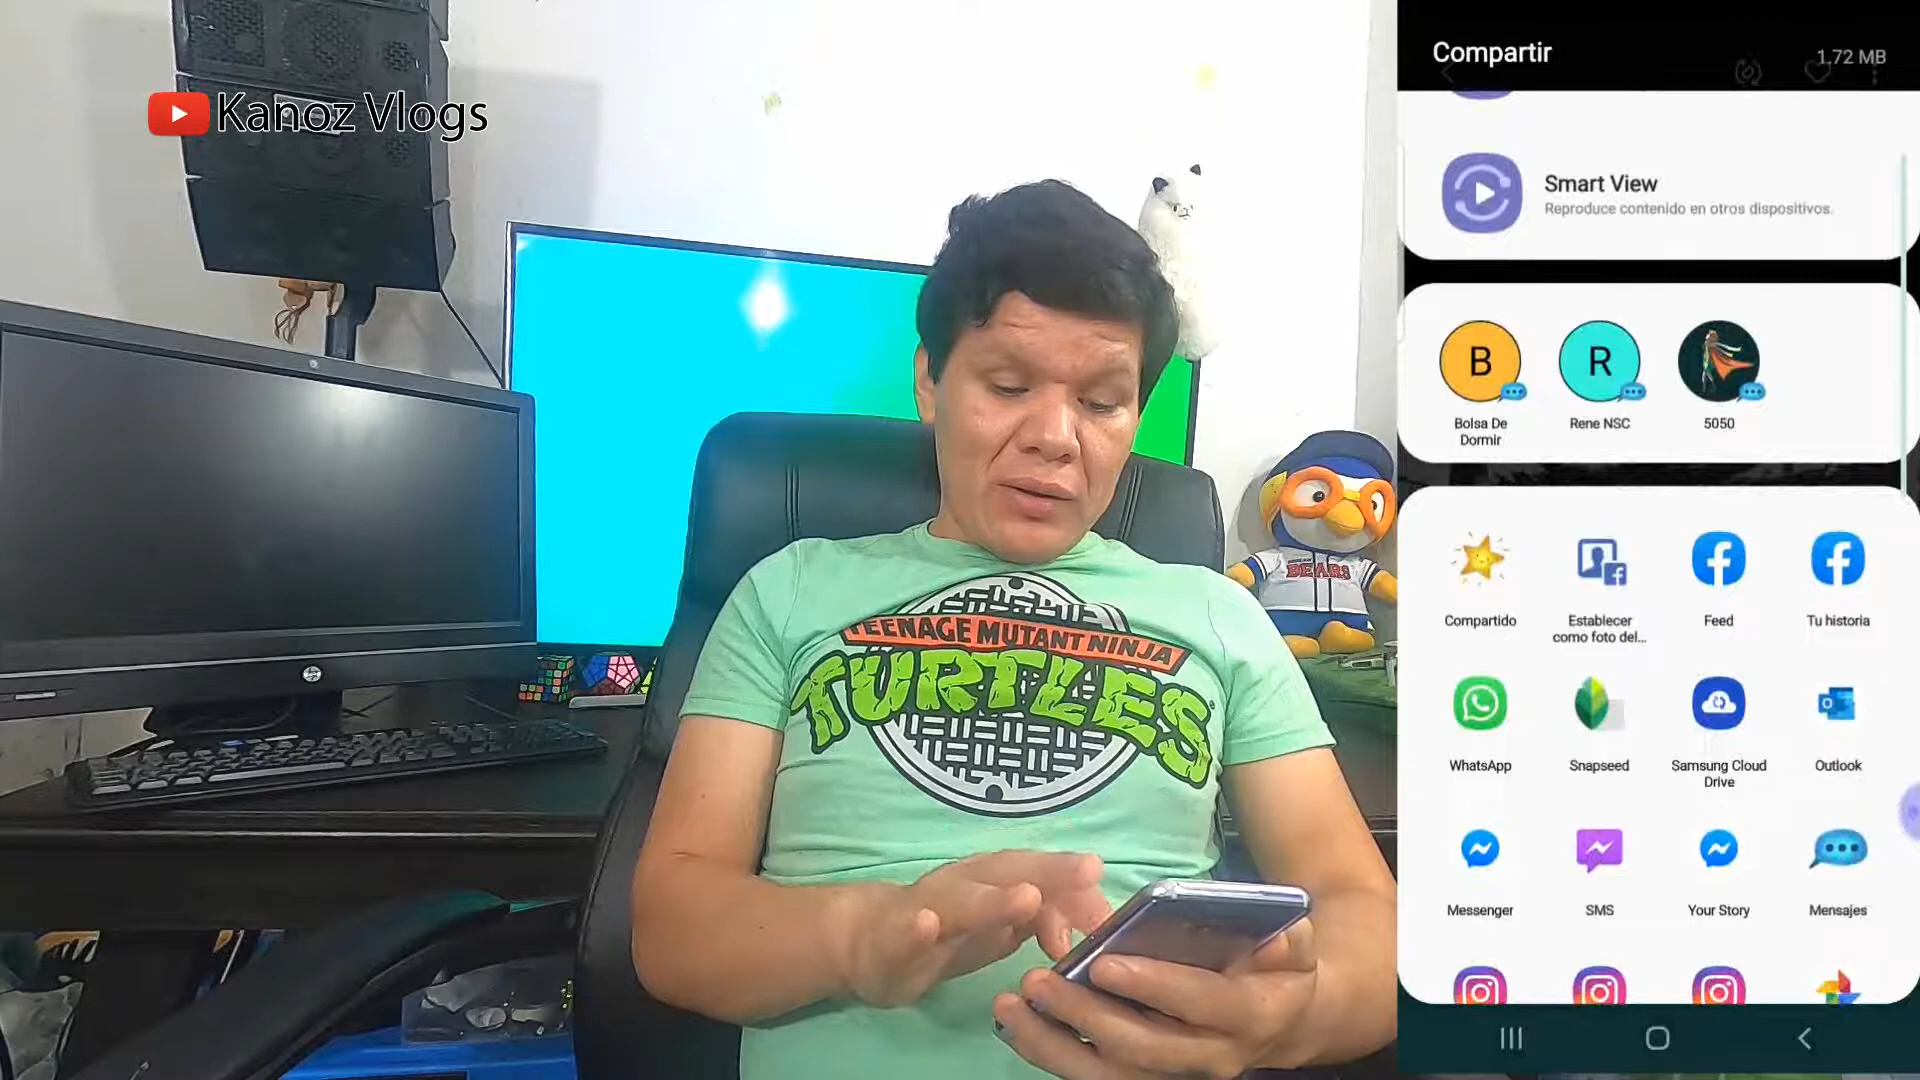 Kanoz Vlogs
Compartir
1.72 MB
Smart View
Reproduce contenido en otros dispositivos.
B
R
Bolsa De
Dormir
Rene NSC
5050
Compartido
Establecer
como foto del...
Feed
Tu historia
WhatsApp
Snapseed
Samsung Cloud
Drive
Outlook
Messenger
SMS
Your Story
Mensajes
BEARS
TEENAGE MUTANT NINJA
TURTLES